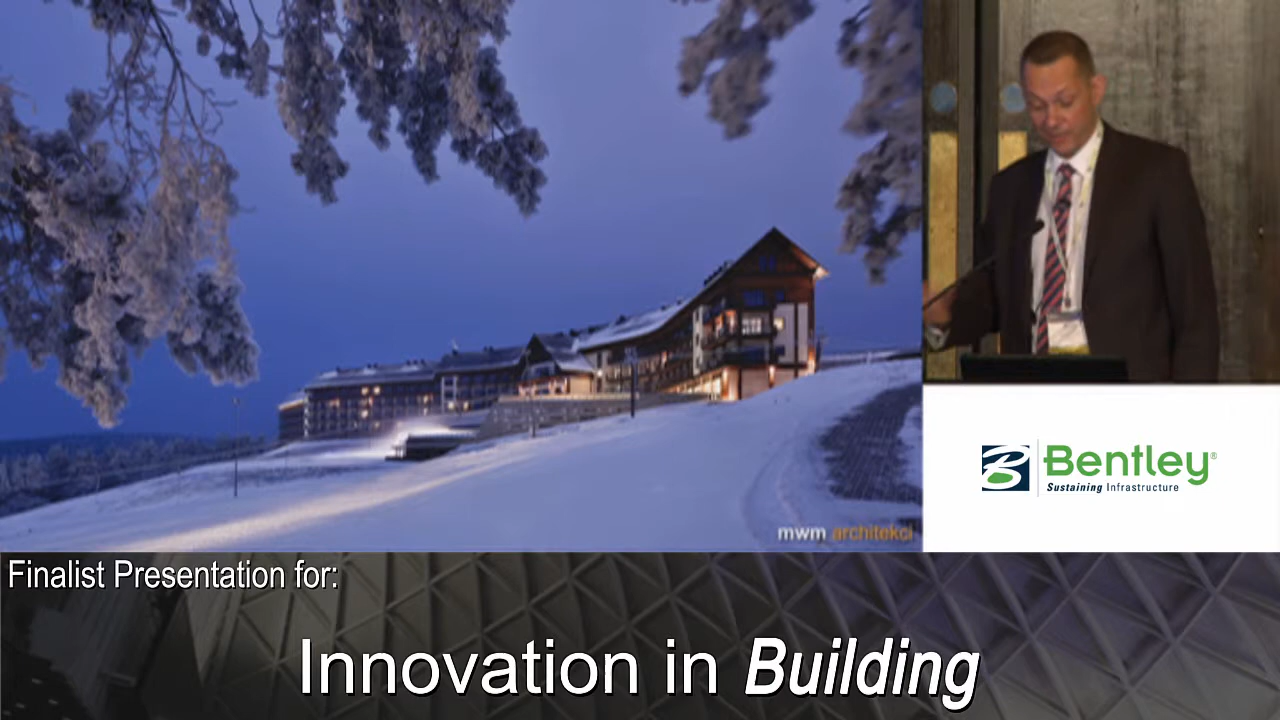 mwm architekci
Bentley®
Sustaining Infrastructure
Finalist Presentation for:
Innovation in Building